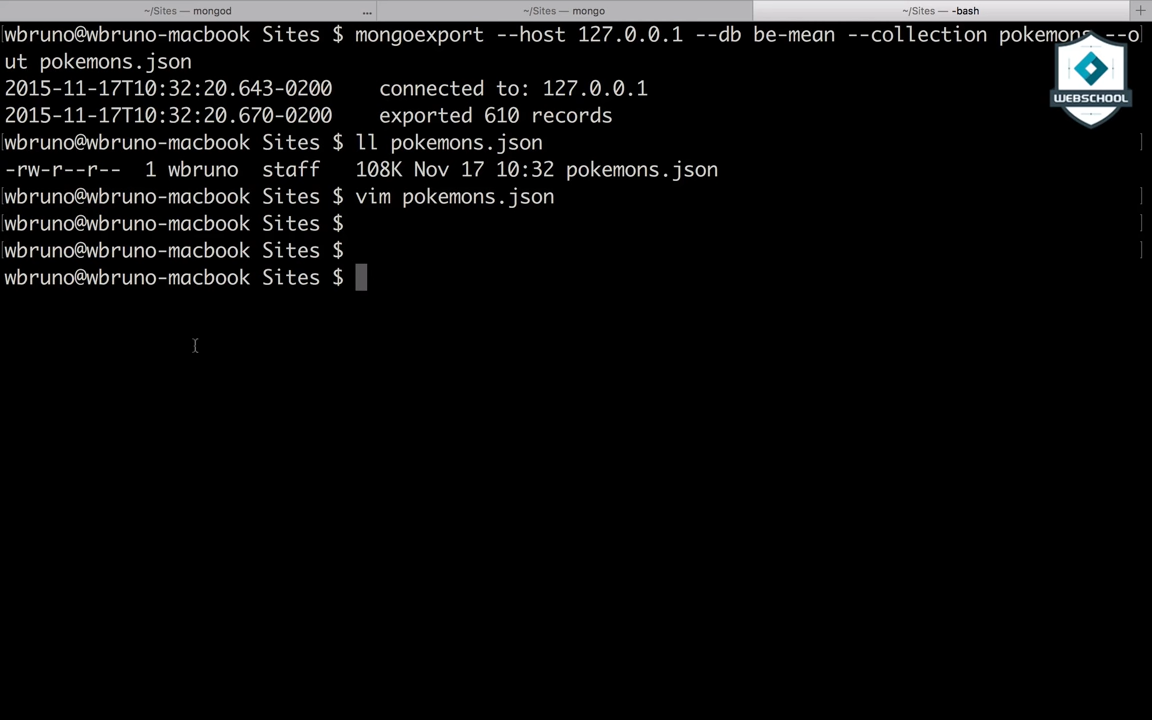 ~/Sites — mongod
...
~/Sites — mongo
~/Sites — -bash
+
wbruno@wbruno-macbook Sites $ mongoexport --host 127.0.0.1 --db be-mean --collection pokemons --o
ut pokemons.json
2015-11-17T10:32:20.643-0200    connected to: 127.0.0.1
2015-11-17T10:32:20.670-0200    exported 610 records
wbruno@wbruno-macbook Sites $ ll pokemons.json
-rw-r--r--  1 wbruno  staff   108K Nov 17 10:32 pokemons.json
wbruno@wbruno-macbook Sites $ vim pokemons.json
wbruno@wbruno-macbook Sites $
wbruno@wbruno-macbook Sites $
wbruno@wbruno-macbook Sites $
WEBSCHOOL